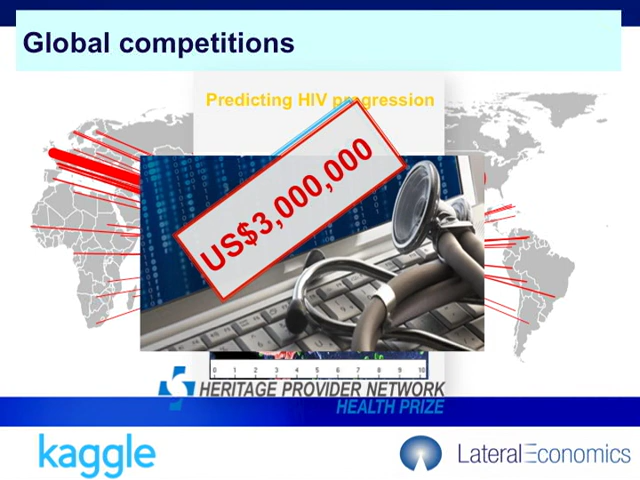 Global competitions
Predicting HIV progression
US$3,000,000
0 1 2 3 4 5 6 7 8 9 10
HERITAGE PROVIDER NETWORK
HEALTH PRIZE
kaggle
LateralEconomics